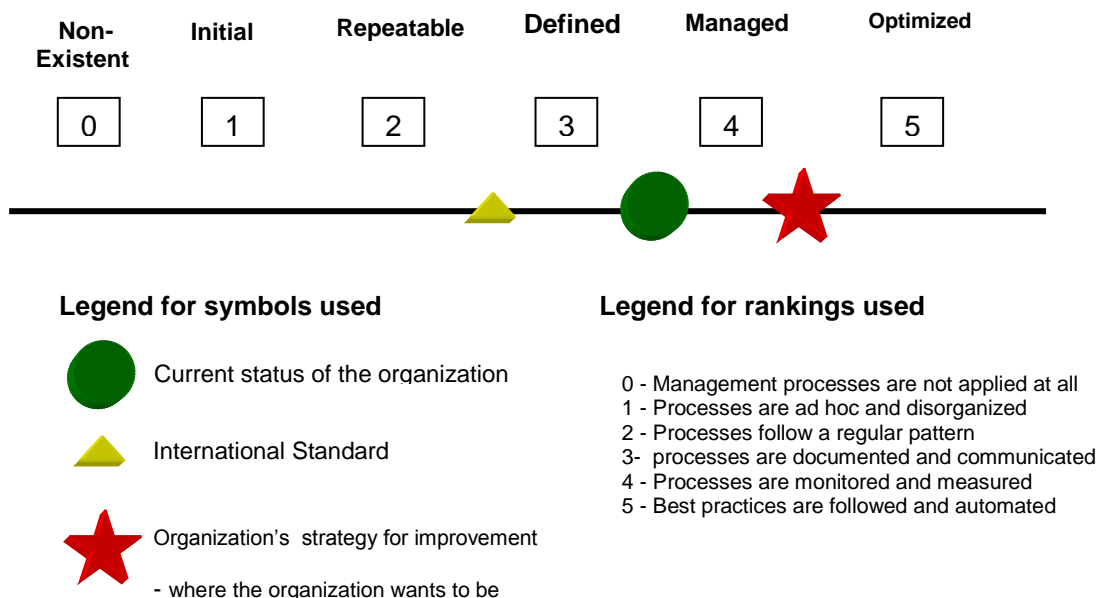 Non-
Existent
Initial
Repeatable
Defined
Managed
Optimized
0
1
2
3
4
5
Legend for symbols used
Current status of the organization
International Standard
Organization’s strategy for improvement
- where the organization wants to be
Legend for rankings used
0 - Management processes are not applied at all
1 - Processes are ad hoc and disorganized
2 - Processes follow a regular pattern
3- processes are documented and communicated
4 - Processes are monitored and measured
5 - Best practices are followed and automated